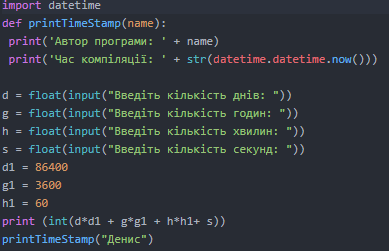 import datetime
def printTimeStamp(name):
 print('Автор програми: ' + name)
 print('Час компіляції: ' + str(datetime.datetime.now()))

d = float(input("Введіть кількість днів: "))
g = float(input("Введіть кількість годин: "))
h = float(input("Введіть кількість хвилин: "))
s = float(input("Введіть кількість секунд: "))
d1 = 86400
g1 = 3600
h1 = 60
print (int(d*d1 + g*g1 + h*h1+ s))
printTimeStamp("Денис")